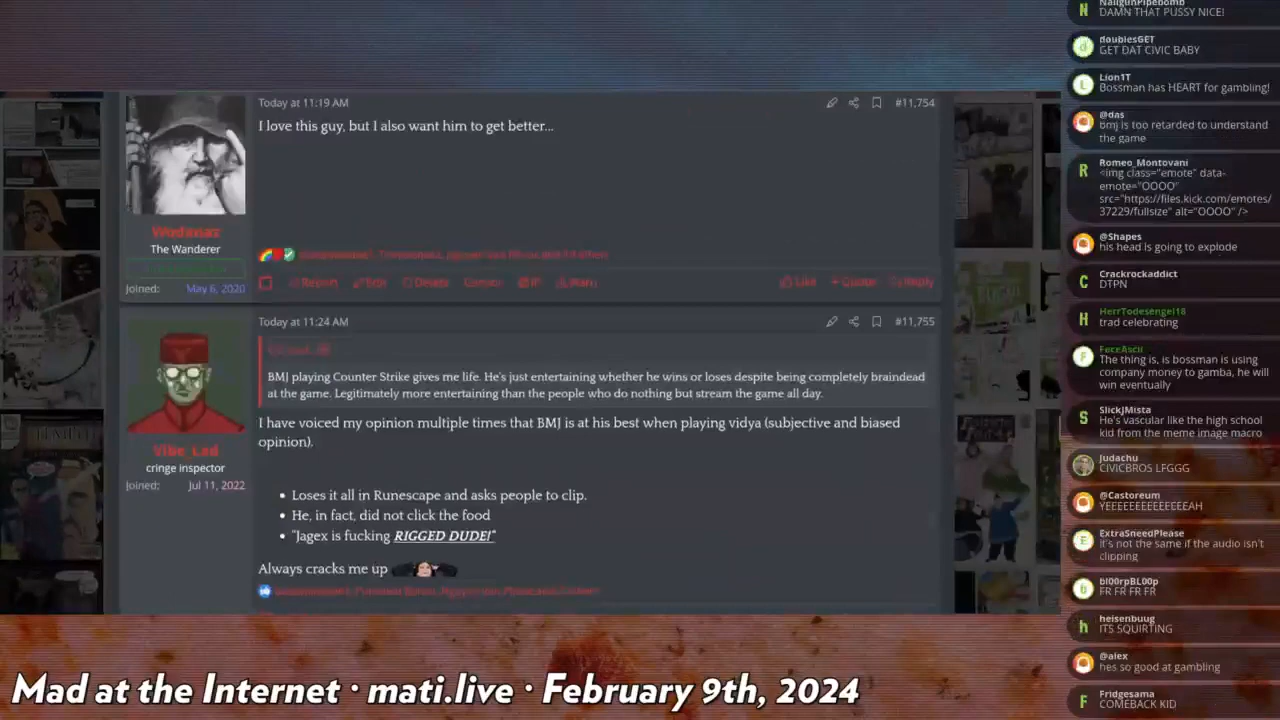 Today at 11:19 AM
#11,754
I love this guy, but I also want him to get better...
The Wanderer
Joined: May 6, 2020
Report Edit Delete IP Warn
Like Quote Reply
Today at 11:24 AM
#11,755
BMJ playing Counter Strike gives me life. He's just entertaining whether he wins or loses despite being completely braindead
at the game. Legitimately more entertaining than the people who do nothing but stream the game all day.
Vibe_Lad
cringe inspector
Joined: Jul 11, 2022
I have voiced my opinion multiple times that BMJ is at his best when playing vidya (subjective and biased
opinion).
• Loses it all in Runescape and asks people to clip.
• He, in fact, did not click the food
• "Jagex is fucking RIGGED DUDE!"
Always cracks me up
NailgunPipebomb
DAMN THAT PUSSY NICE!
doublesGET
GET DAT CIVIC BABY
Lion1T
Bossman has HEART for gambling!
@das
bmj is too retarded to understand
the game
Romeo_Montovani
<img class="emote" data-
emote="OOOO"
src="https://files.kick.com/emotes/
37229/fullsize" alt="OOOO" />
@Shapes
his head is going to explode
Crackrockaddict
DTPN
HerrTodesengel18
trad celebrating
FaceAscii
The thing is, is bossman is using
company money to gamba, he will
win eventually
SlickJMista
He's vascular like the high school
kid from the meme image macro
Judachu
CIVICBROS LFGGG
@Castoreum
YEEEEEEEEEFEEEAH
ExtraSneedPlease
it's not the same if the audio isn't
clipping
bl00rpBL00p
FR FR FR FR
heisenbuug
ITS SQUIRTING
@alex
hes so good at gambling
Fridgesama
COMEBACK KID
Mad at the Internet · mati.live · February 9th, 2024